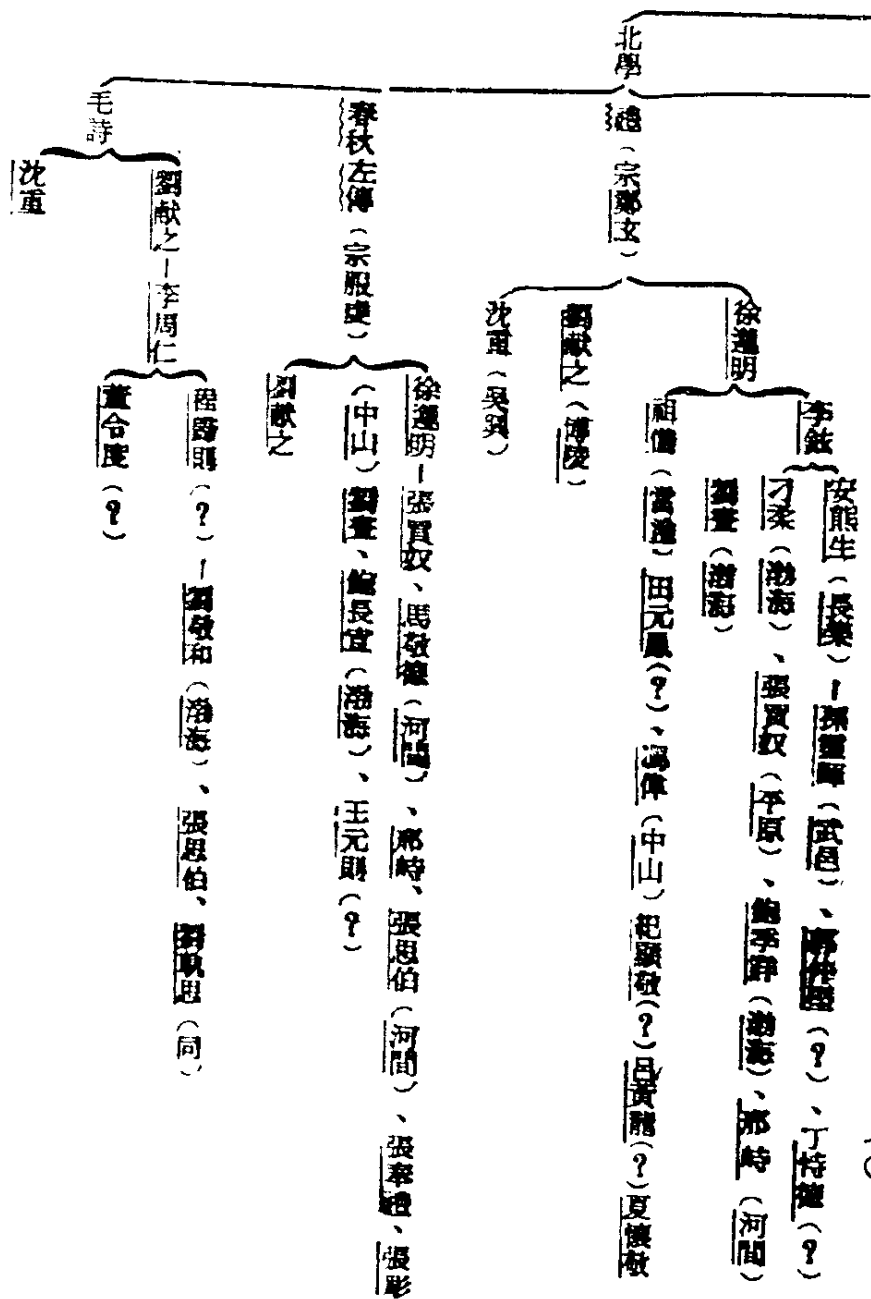 北學
禮（宗鄭玄）
徐遵明
李鉉
安熊生（長樂）－孫靈暉（武邑）、郭仲堅（？）、丁恃德（？）
刁柔（渤海）、張買奴（平原）、鮑季詳（渤海）、邢峙（河間）
劉晝（渤海）
祖儁（當）田元鳳（？）、馮偉（中山）紀顯敬（？）呂黃龍（？）夏懷敬
劉獻之（博陵）
沈重（吳興）
春秋左傳（宗服虔）
徐遵明－張買奴、馬敬德（河間）、邢峙、張思伯（河間）、張奉禮、張彫
（中山）劉晝、鮑長宣（渤海）、王元則（？）
劉獻之
毛詩
劉獻之－李周仁
程歸則（？）－劉敬和（渤海）、張思伯、劉軌思（同）
董令度（？）
沈重